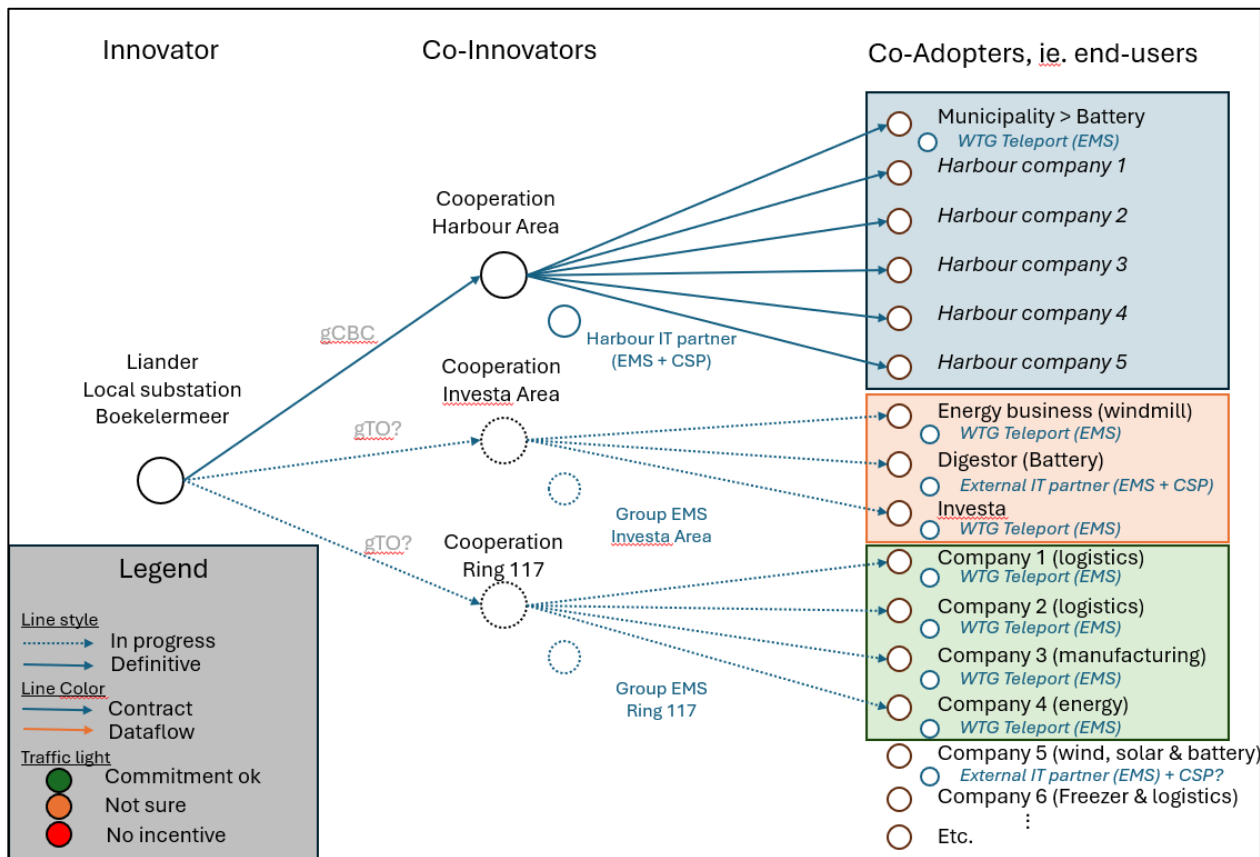 Innovator
Co-Innovators
Co-Adopters, ie. end-users
Liander
Local substation
Boekelermeer
gCBC
gTO?
gTO?
Cooperation
Harbour Area
Harbour IT partner
(EMS + CSP)
Cooperation
Investa Area
Group EMS
Investa Area
Cooperation
Ring 117
Group EMS
Ring 117
Municipality > Battery
WTG Teleport (EMS)
Harbour company 1
Harbour company 2
Harbour company 3
Harbour company 4
Harbour company 5
Energy business (windmill)
WTG Teleport (EMS)
Digestor (Battery)
External IT partner (EMS + CSP)
Investa
WTG Teleport (EMS)
Company 1 (logistics)
WTG Teleport (EMS)
Company 2 (logistics)
WTG Teleport (EMS)
Company 3 (manufacturing)
WTG Teleport (EMS)
Company 4 (energy)
WTG Teleport (EMS)
Company 5 (wind, solar & battery)
External IT partner (EMS) + CSP?
Company 6 (Freezer & logistics)
⋮
Etc.
Legend
Line style
In progress
Definitive
Line Color
Contract
Dataflow
Traffic light
Commitment ok
Not sure
No incentive